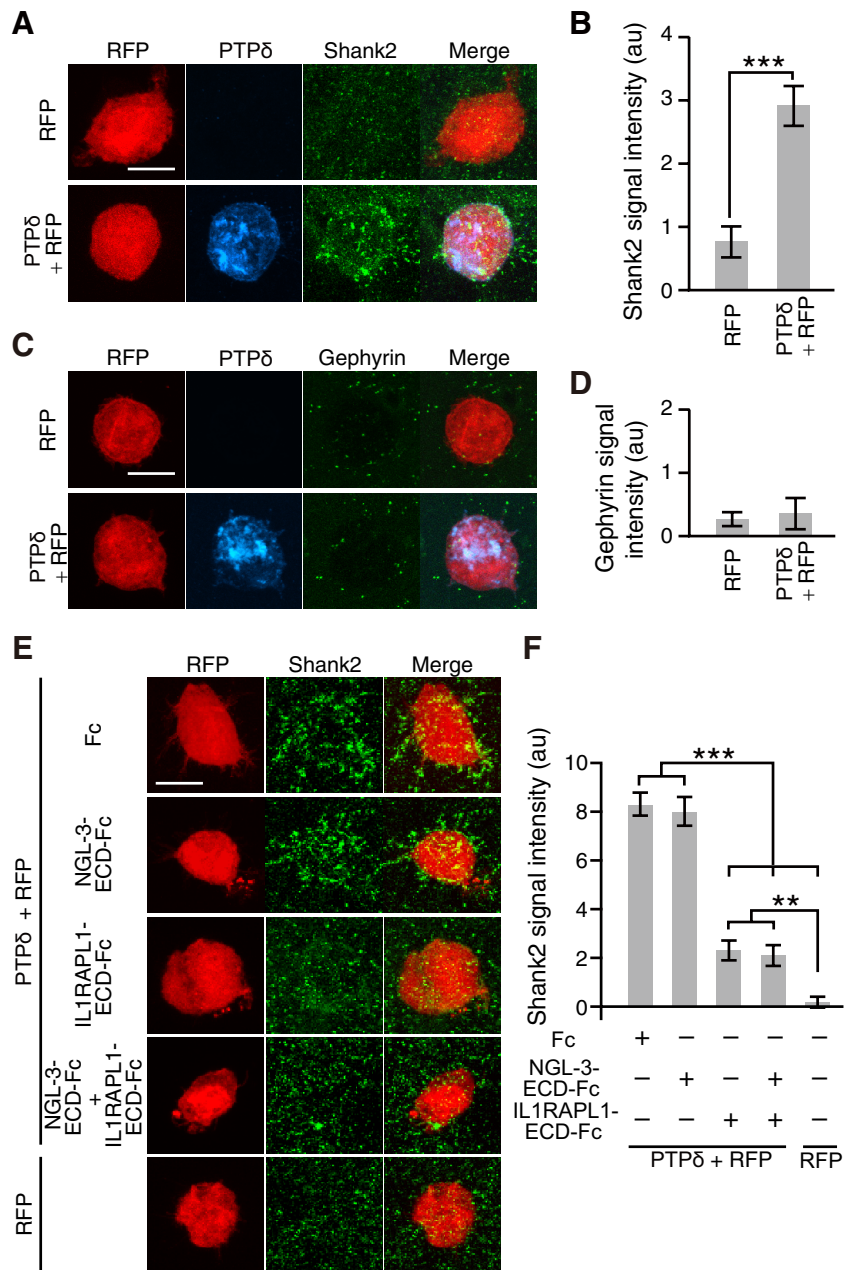 A
RFP PTPδ Shank2 Merge
RFP
PTPδ
+ RFP
B
Shank2 signal intensity (au)
4
3
2
1
0
***
RFP
PTPδ
+ RFP
C
RFP PTPδ Gephyrin Merge
RFP
PTPδ
+ RFP
D
Gephyrin signal
intensity (au)
2
1
0
RFP
PTPδ
+ RFP
E
RFP Shank2 Merge
PTPδ + RFP
Fc
NGL-3-
ECD-Fc
IL1RAPL1-
ECD-Fc
NGL-3-
ECD-Fc
+
IL1RAPL1-
ECD-Fc
RFP
F
Shank2 signal intensity (au)
10
8
6
4
2
0
***
**
Fc + − − − −
NGL-3-
ECD-Fc − + − + −
IL1RAPL1-
ECD-Fc − − + + −
PTPδ + RFP RFP